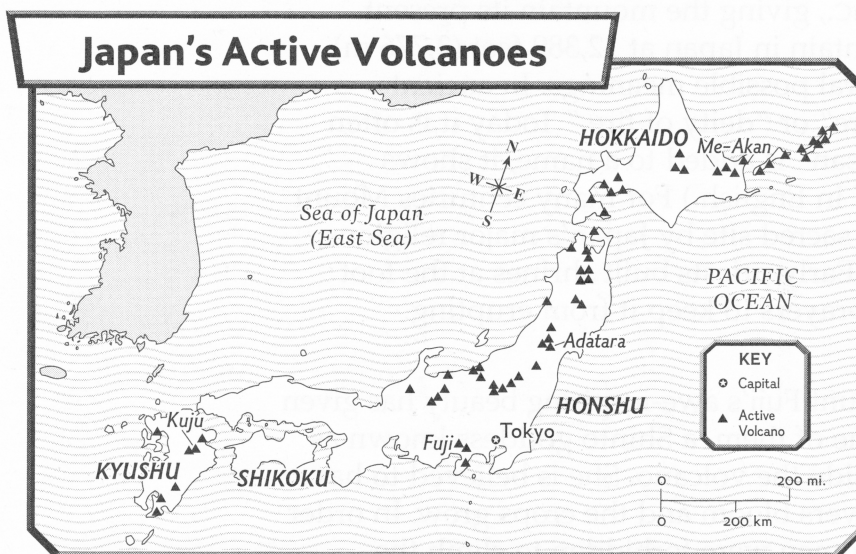 Japan's Active Volcanoes
HOKKAIDO
Me-Akan
N
W
E
S
Sea of Japan
(East Sea)
PACIFIC
OCEAN
Adatara
KEY
Capital
Active
Volcano
HONSHU
Kuju
Fuji
Tokyo
KYUSHU
SHIKOKU
0
200 mi.
0
200 km